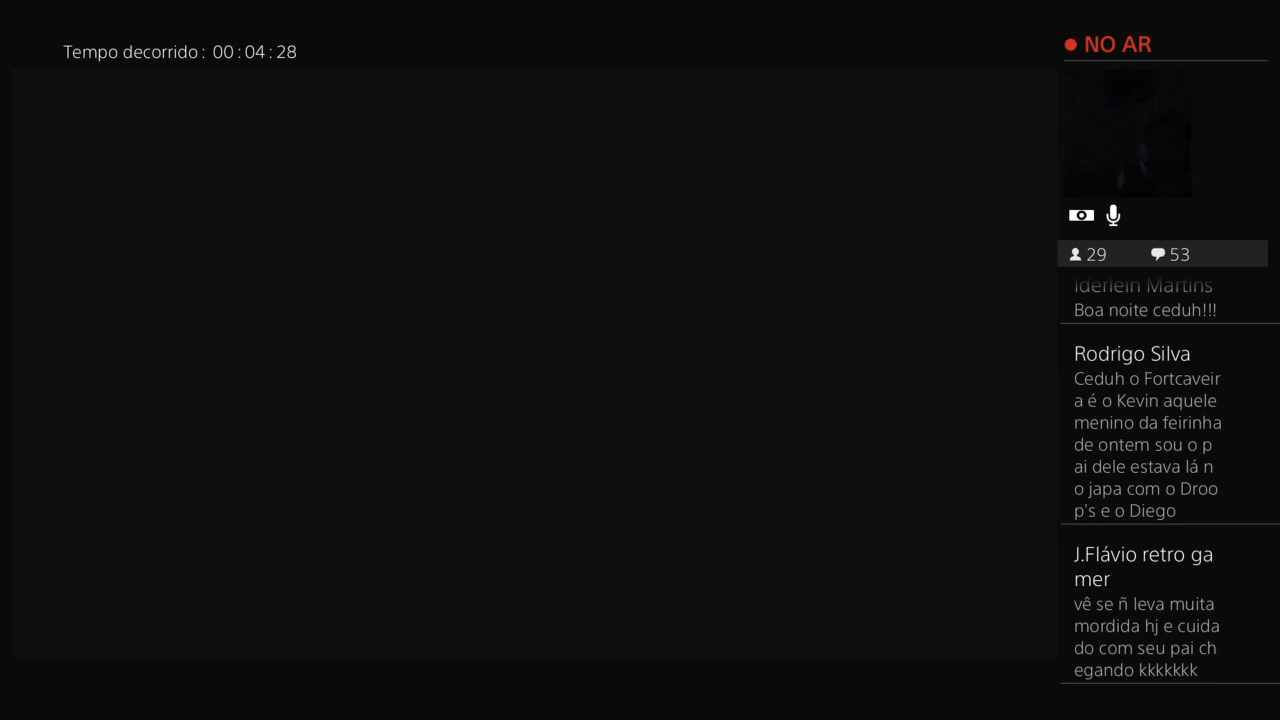 Tempo decorrido : 00 : 04 : 28
NO AR
29 53
Iderlein Martins
Boa noite ceduh!!!
Rodrigo Silva
Ceduh o Fortcaveir
a é o Kevin aquele
menino da feirinha
de ontem sou o p
ai dele estava lá n
o japa com o Droo
p's e o Diego
J.Flávio retro ga
mer
vê se ñ leva muita
mordida hj e cuida
do com seu pai ch
egando kkkkkkk